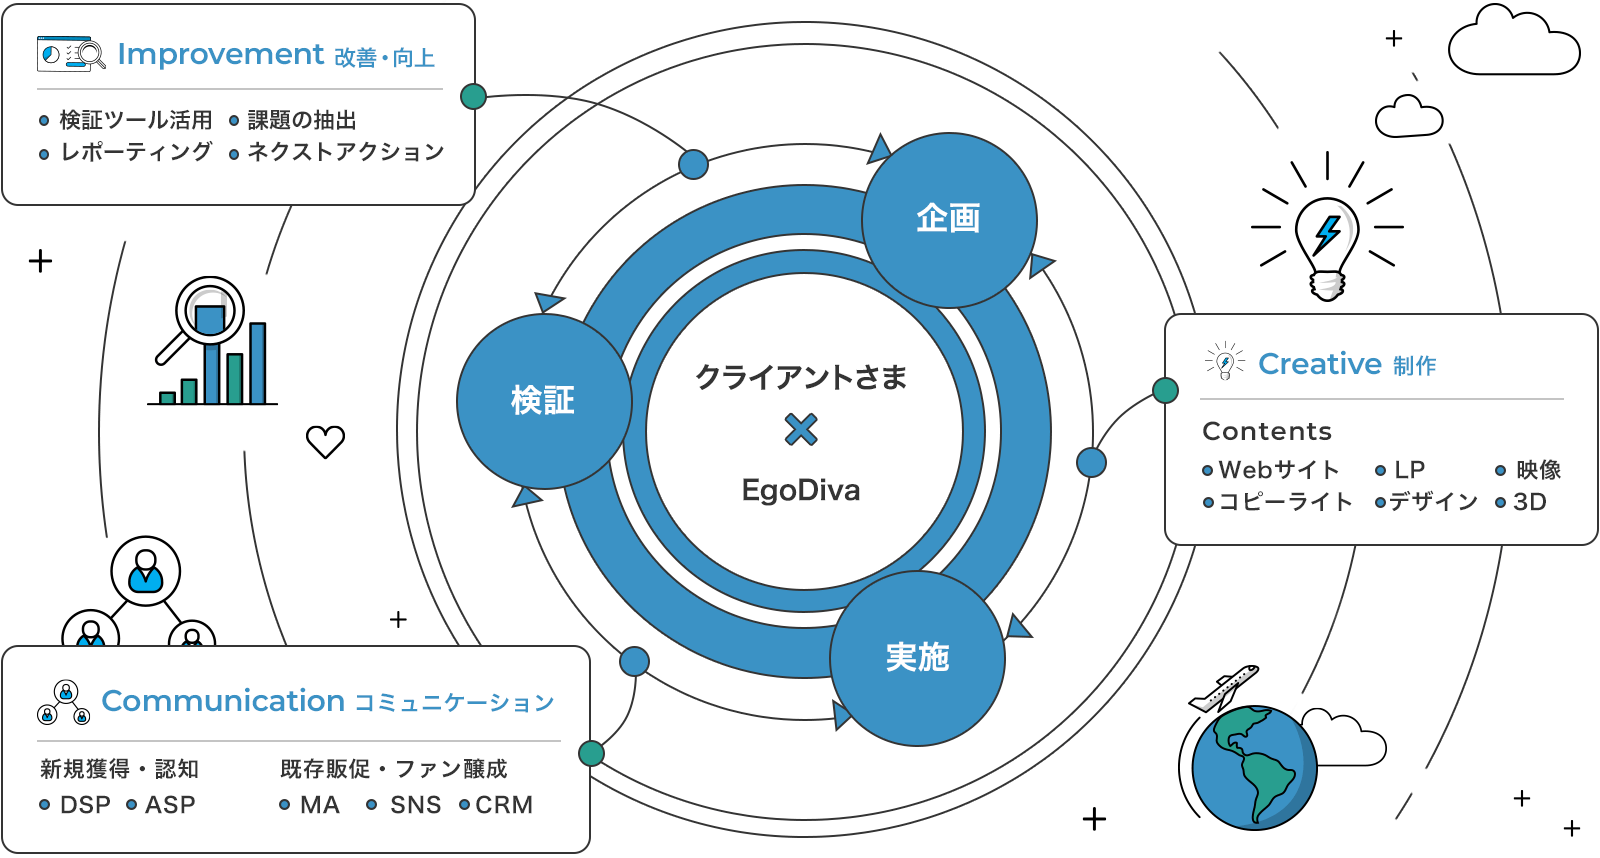 Improvement 改善・向上
検証ツール活用 課題の抽出
レポーティング ネクストアクション
企画
検証
実施
クライアントさま
×
EgoDiva
Creative 制作
Contents
Webサイト LP 映像
コピーライト デザイン 3D
Communication コミュニケーション
新規獲得・認知 既存販促・ファン醸成
DSP ASP MA SNS CRM